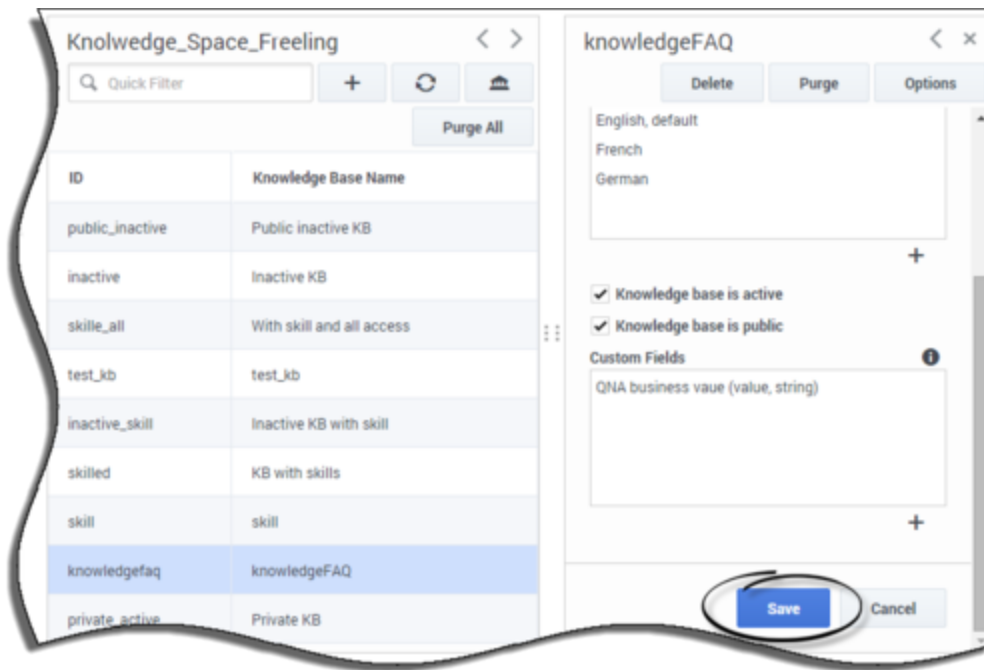 Knolwedge_Space_Freeling
Quick Filter
Purge All
ID Knowledge Base Name
public_inactive Public inactive KB
inactive Inactive KB
skille_all With skill and all access
test_kb test_kb
inactive_skill Inactive KB with skill
skilled KB with skills
skill skill
knowledgefaq knowledgeFAQ
private_active Private KB
knowledgeFAQ
Delete Purge Options
English, default
French
German
Knowledge base is active
Knowledge base is public
Custom Fields
QNA business vaue (value, string)
Save Cancel